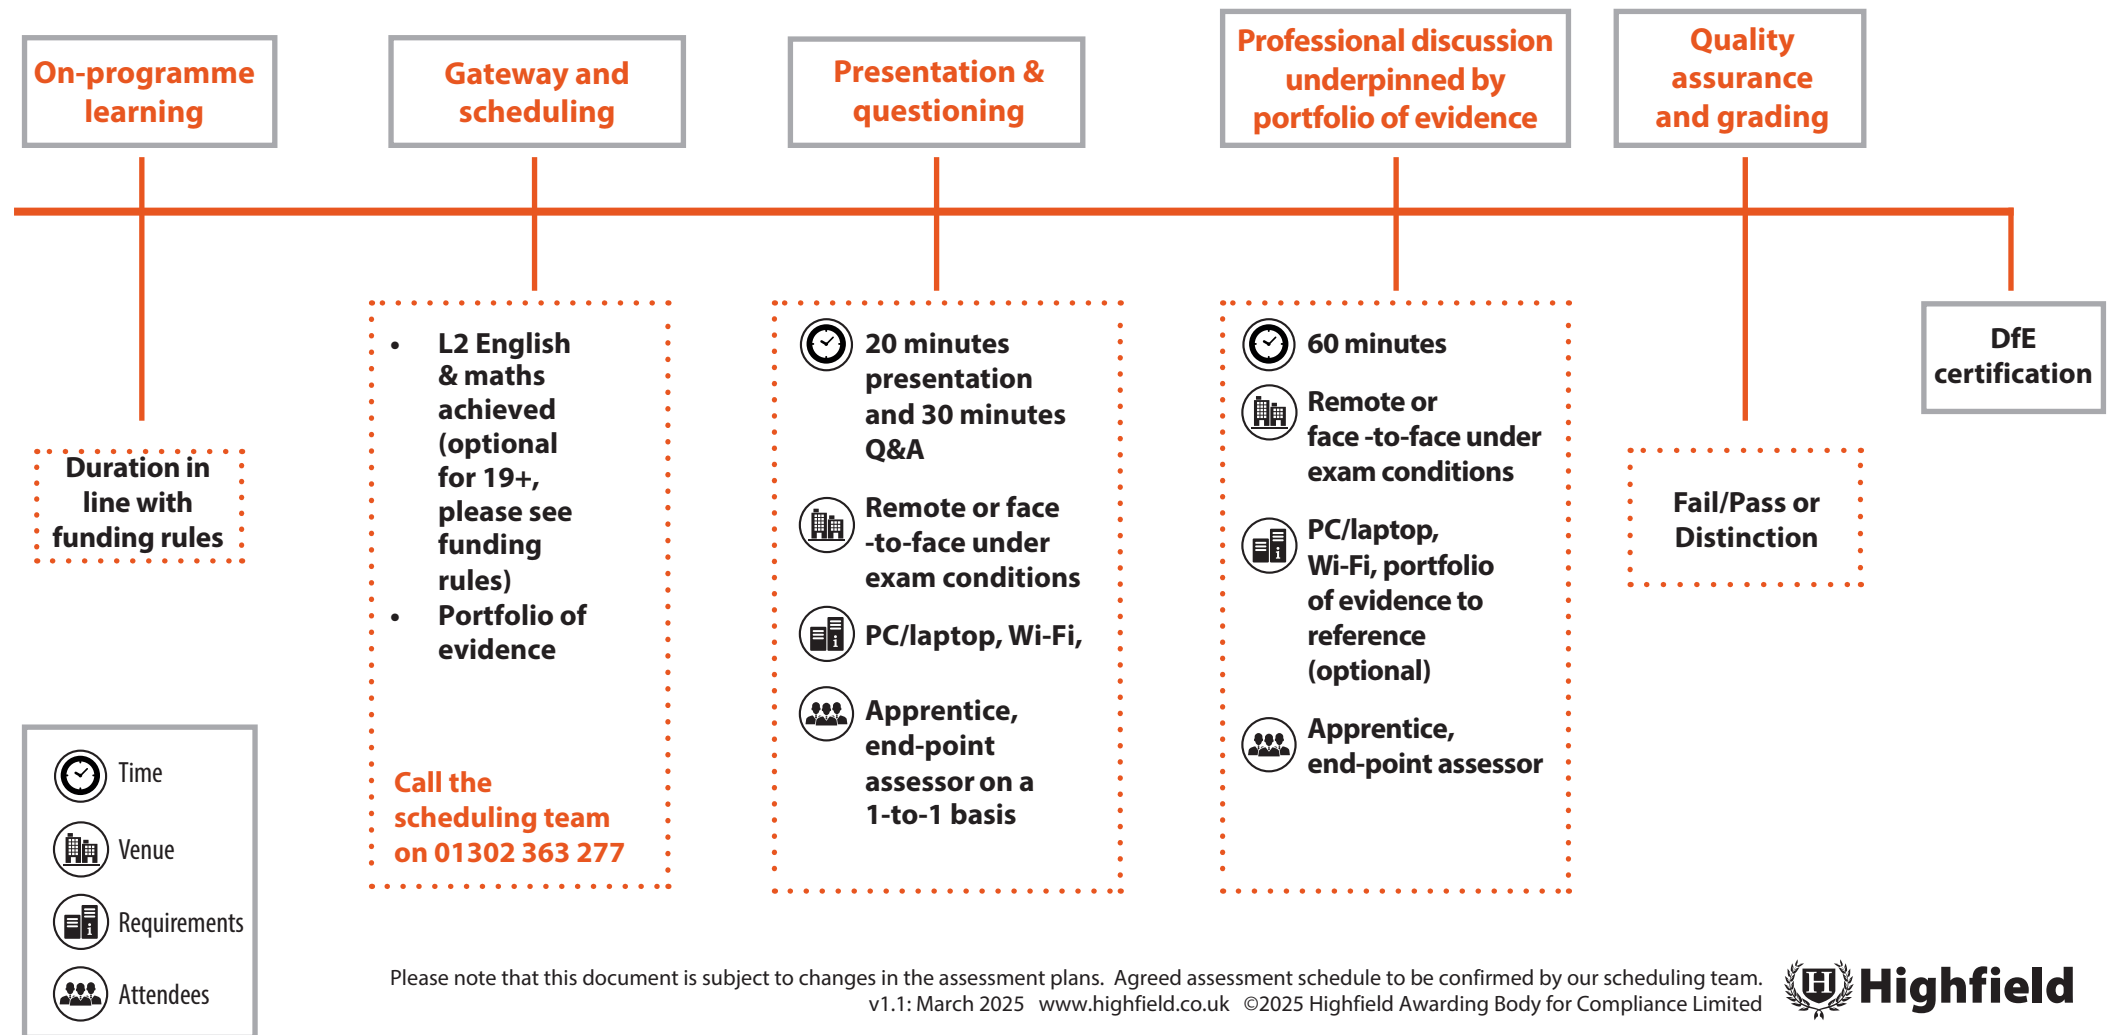 On-programme
learning
Gateway and
scheduling
Presentation &
questioning
Professional discussion
underpinned by
portfolio of evidence
Quality
assurance
and grading
Duration in
line with
funding rules
• L2 English
& maths
achieved
(optional
for 19+,
please see
funding
rules)
• Portfolio of
evidence
Call the
scheduling team
on 01302 363 277
20 minutes
presentation
and 30 minutes
Q&A
Remote or face
-to-face under
exam conditions
PC/laptop, Wi-Fi,
Apprentice,
end-point
assessor on a
1-to-1 basis
60 minutes
Remote or
face -to-face under
exam conditions
PC/laptop,
Wi-Fi, portfolio
of evidence to
reference
(optional)
Apprentice,
end-point assessor
Fail/Pass or
Distinction
DfE
certification
Time
Venue
Requirements
Attendees
Please note that this document is subject to changes in the assessment plans. Agreed assessment schedule to be confirmed by our scheduling team.
v1.1: March 2025 www.highfield.co.uk ©2025 Highfield Awarding Body for Compliance Limited
H Highfield